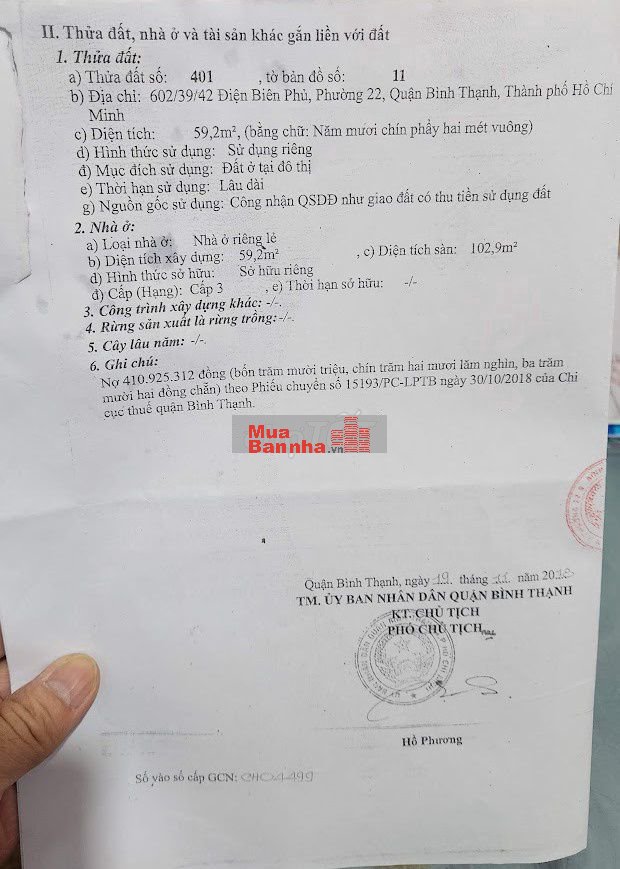 II. Thửa đất, nhà ở và tài sản khác gắn liền với đất
1. Thửa đất:
a) Thửa đất số: 401 , tờ bản đồ số: 11
b) Địa chỉ: 602/39/42 Điện Biên Phủ, Phường 22, Quận Bình Thạnh, Thành phố Hồ Chí
Minh
c) Diện tích: 59,2m², (bằng chữ: Năm mươi chín phẩy hai mét vuông)
d) Hình thức sử dụng: Sử dụng riêng
đ) Mục đích sử dụng: Đất ở tại đô thị
e) Thời hạn sử dụng: Lâu dài
g) Nguồn gốc sử dụng: Công nhận QSDĐ như giao đất có thu tiền sử dụng đất
2. Nhà ở:
a) Loại nhà ở: Nhà ở riêng lẻ
b) Diện tích xây dựng: 59,2m² , c) Diện tích sàn: 102,9m²
d) Hình thức sở hữu: Sở hữu riêng
đ) Cấp (Hạng): Cấp 3 , e) Thời hạn sở hữu: -/-
3. Công trình xây dựng khác: -/-.
4. Rừng sản xuất là rừng trồng:-/-.
5. Cây lâu năm: -/-.
6. Ghi chú:
Nợ 410.925.312 đồng (bốn trăm mười triệu, chín trăm hai mươi lăm nghìn, ba trăm
mười hai đồng chẵn) theo Phiếu chuyển số 15193/PC-LPTB ngày 30/10/2018 của Chi
cục thuế quận Bình Thạnh.
Mua
Bannha.vn
Quận Bình Thạnh, ngày 19 tháng 11 năm 2018
TM. ỦY BAN NHÂN DÂN QUẬN BÌNH THẠNH
KT. CHỦ TỊCH
PHÓ CHỦ TỊCH
Hồ Phương
Số vào sổ cấp GCN: CH04499